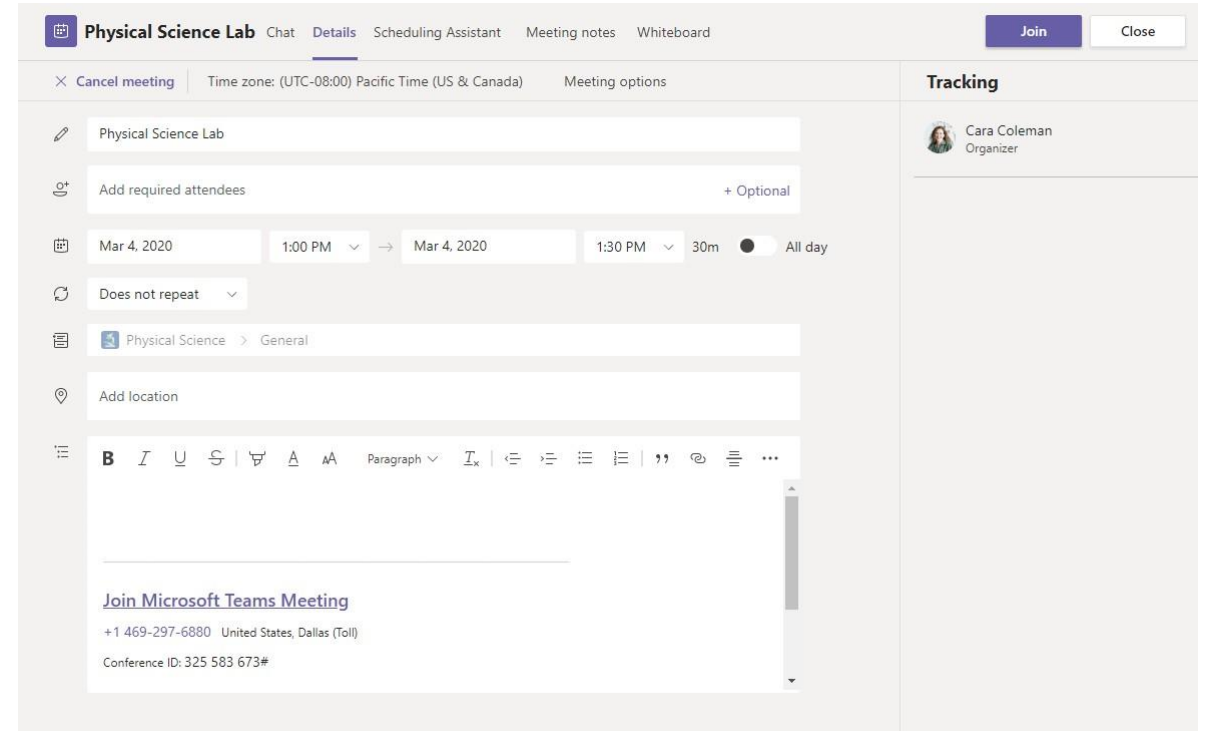 Physical Science Lab Chat Details Scheduling Assistant Meeting notes Whiteboard Join Close
Cancel meeting Time zone: (UTC-08:00) Pacific Time (US & Canada) Meeting options
Tracking
Physical Science Lab
Cara Coleman
Organizer
Add required attendees + Optional
Mar 4, 2020 1:00 PM → Mar 4, 2020 1:30 PM 30m All day
Does not repeat
Physical Science > General
Add location
B I U S A AA Paragraph Tx
Join Microsoft Teams Meeting
+1 469-297-6880 United States, Dallas (Toll)
Conference ID: 325 583 673#